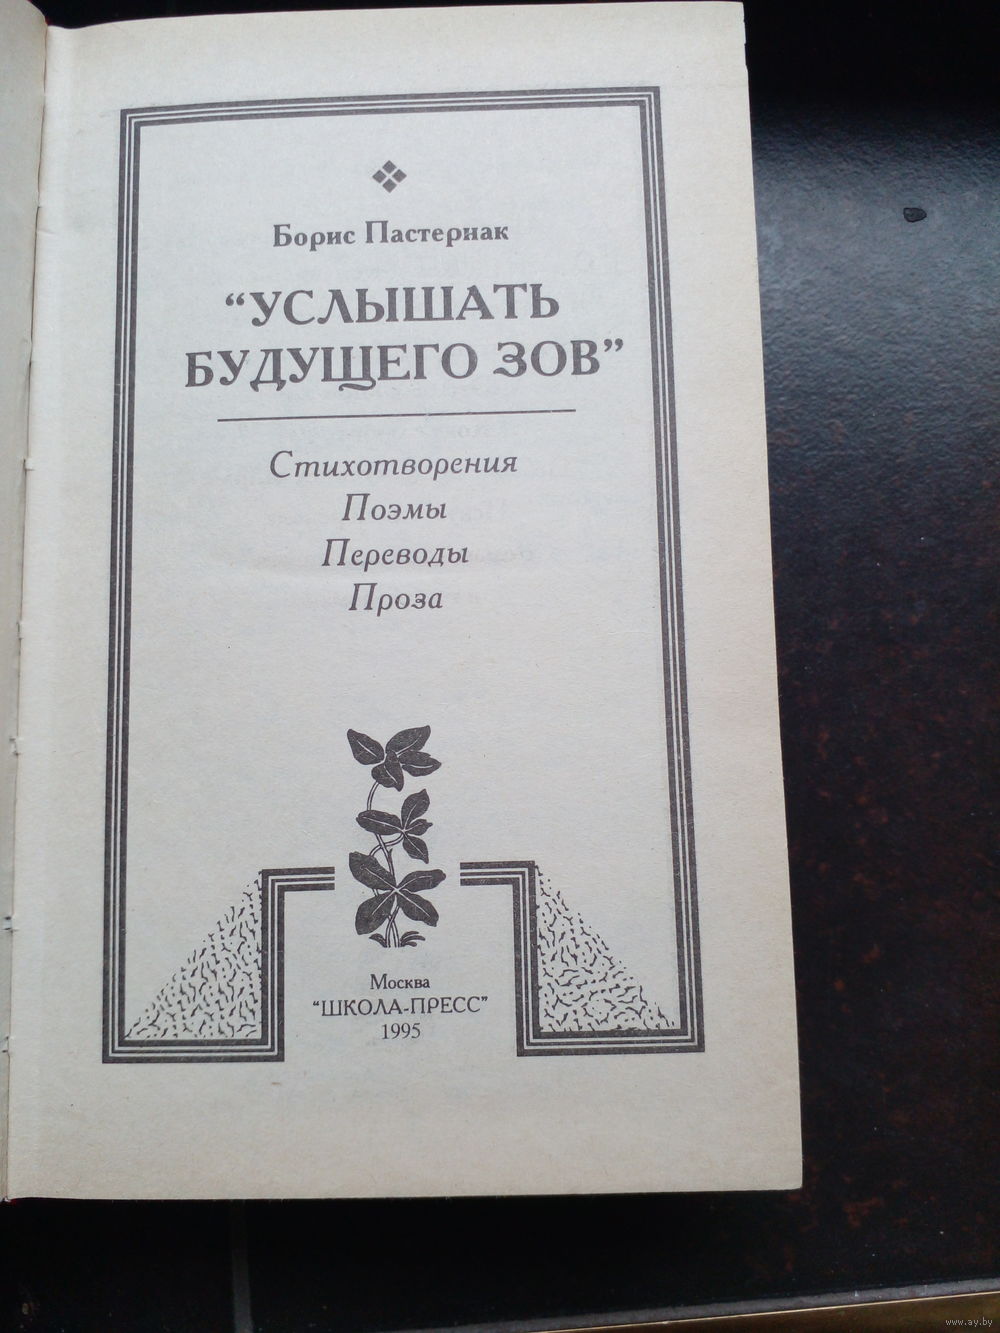 Борис Пастернак
“УСЛЫШАТЬ
БУДУЩЕГО ЗОВ”
Стихотворения
Поэмы
Переводы
Проза
Москва
“ШКОЛА-ПРЕСС”
1995
www.ay.by